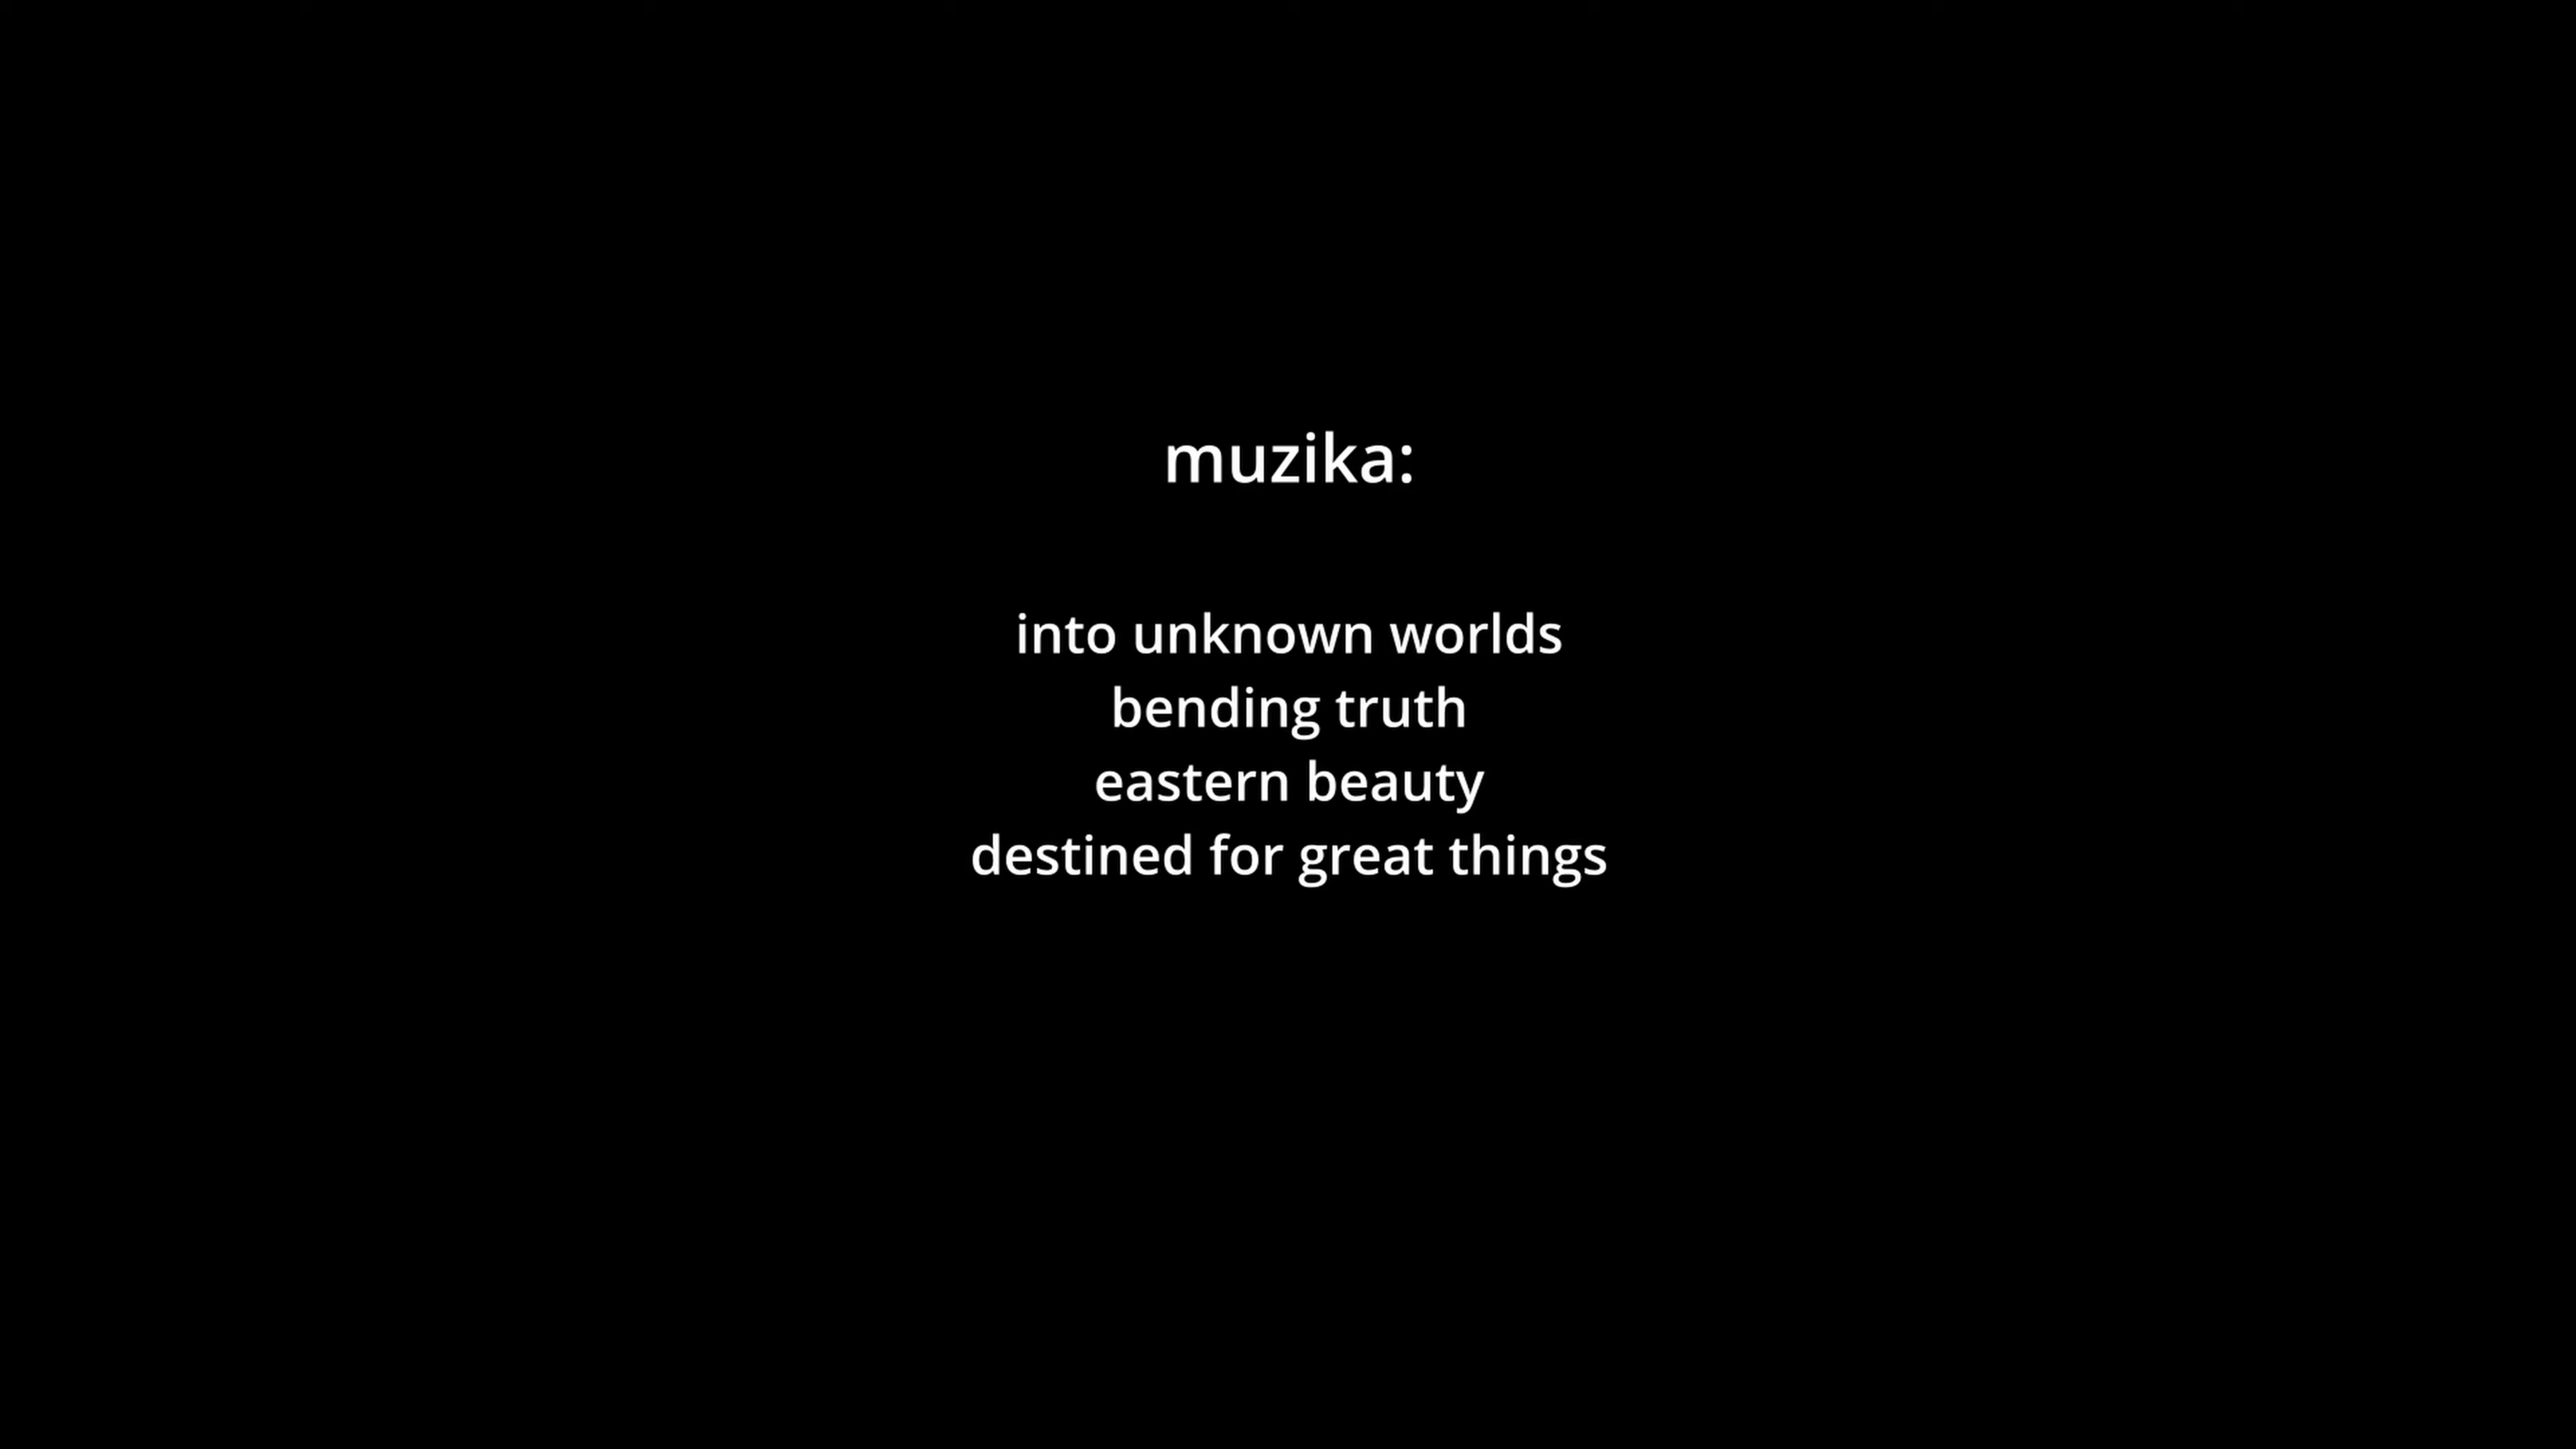 muzika:
into unknown worlds
bending truth
eastern beauty
destined for great things